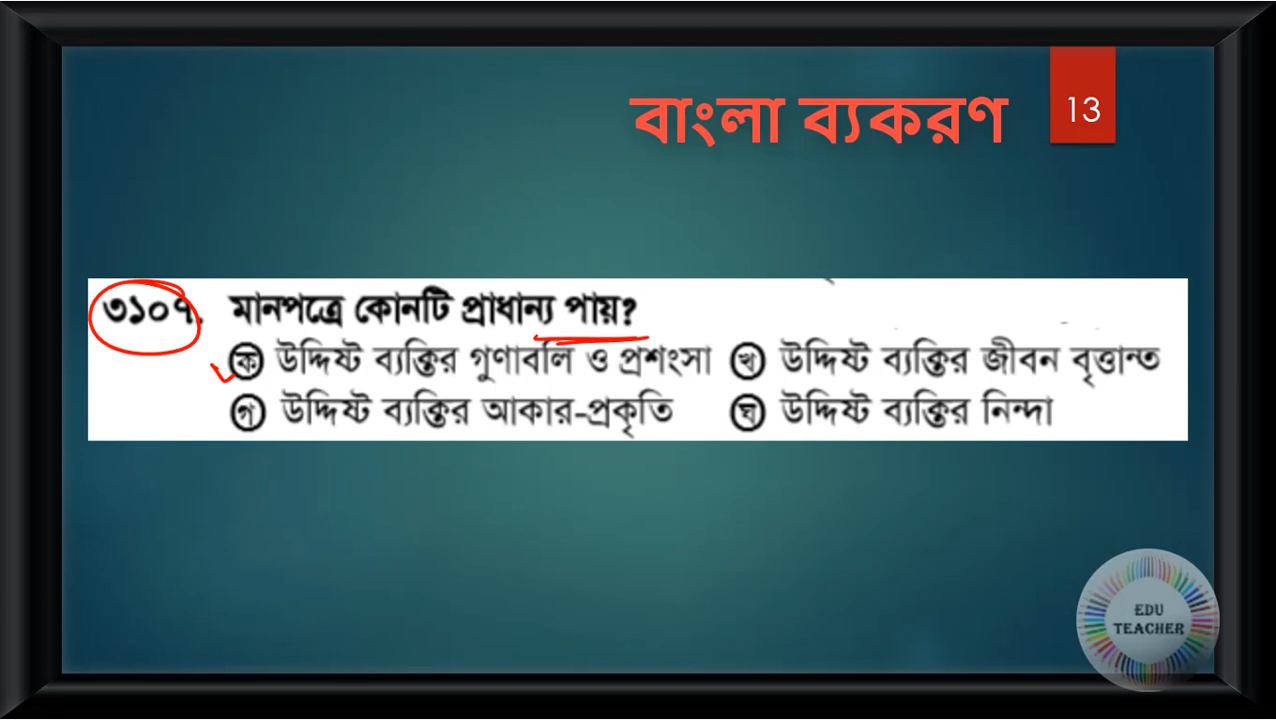 বাংলা ব্যকরণ
13
৩১০৭. মানপত্রে কোনটি প্রাধান্য পায়?
ক উদ্দিষ্ট ব্যক্তির গুণাবলি ও প্রশংসা খ উদ্দিষ্ট ব্যক্তির জীবন বৃত্তান্ত
গ উদ্দিষ্ট ব্যক্তির আকার-প্রকৃতি ঘ উদ্দিষ্ট ব্যক্তির নিন্দা
EDU
TEACHER